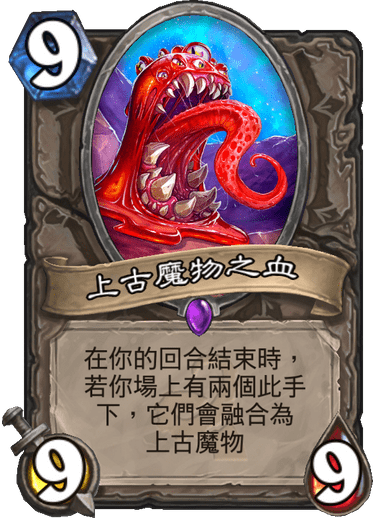 9
上古魔物之血
在你的回合結束時，
若你場上有兩個此手
下，它們會融合為
上古魔物
9
9